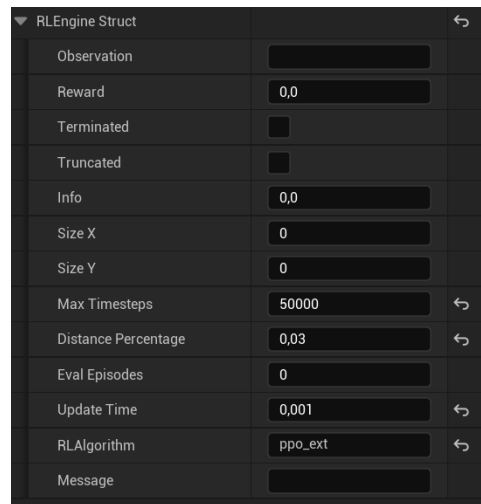 RLEngine Struct
Observation
Reward 0,0
Terminated
Truncated
Info 0,0
Size X 0
Size Y 0
Max Timesteps 50000
Distance Percentage 0,03
Eval Episodes 0
Update Time 0,001
RLAlgorithm ppo_ext
Message